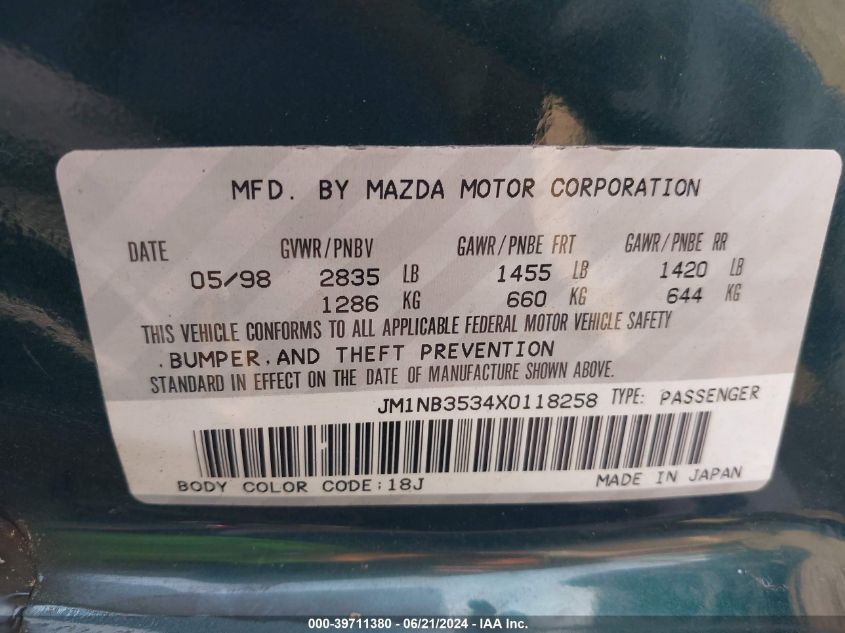 MFD. BY MAZDA MOTOR CORPORATION
DATE GVWR/PNBV GAWR/PNBE FRT GAWR/PNBE RR
05/98 2835 LB 1455 LB 1420 LB
1286 KG 660 KG 644 KG
THIS VEHICLE CONFORMS TO ALL APPLICABLE FEDERAL MOTOR VEHICLE SAFETY
.BUMPER.AND THEFT PREVENTION
STANDARD IN EFFECT ON THE DATE OF MANUFACTURE SHOWN ABOVE.
JM1NB3534X0118258 TYPE: PASSENGER
BODY COLOR CODE:18J MADE IN JAPAN
000-39711380 - 06/21/2024 - IAA Inc.